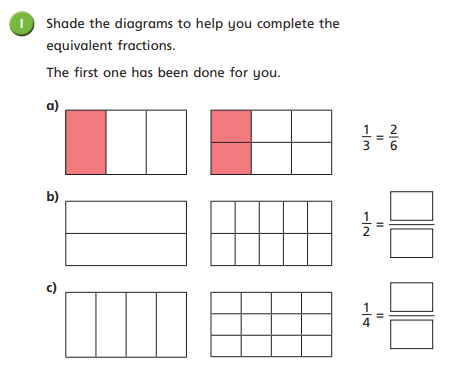 1 Shade the diagrams to help you complete the
equivalent fractions.
The first one has been done for you.
a)
1/3 = 2/6
b)
1/2 =
c)
1/4 =